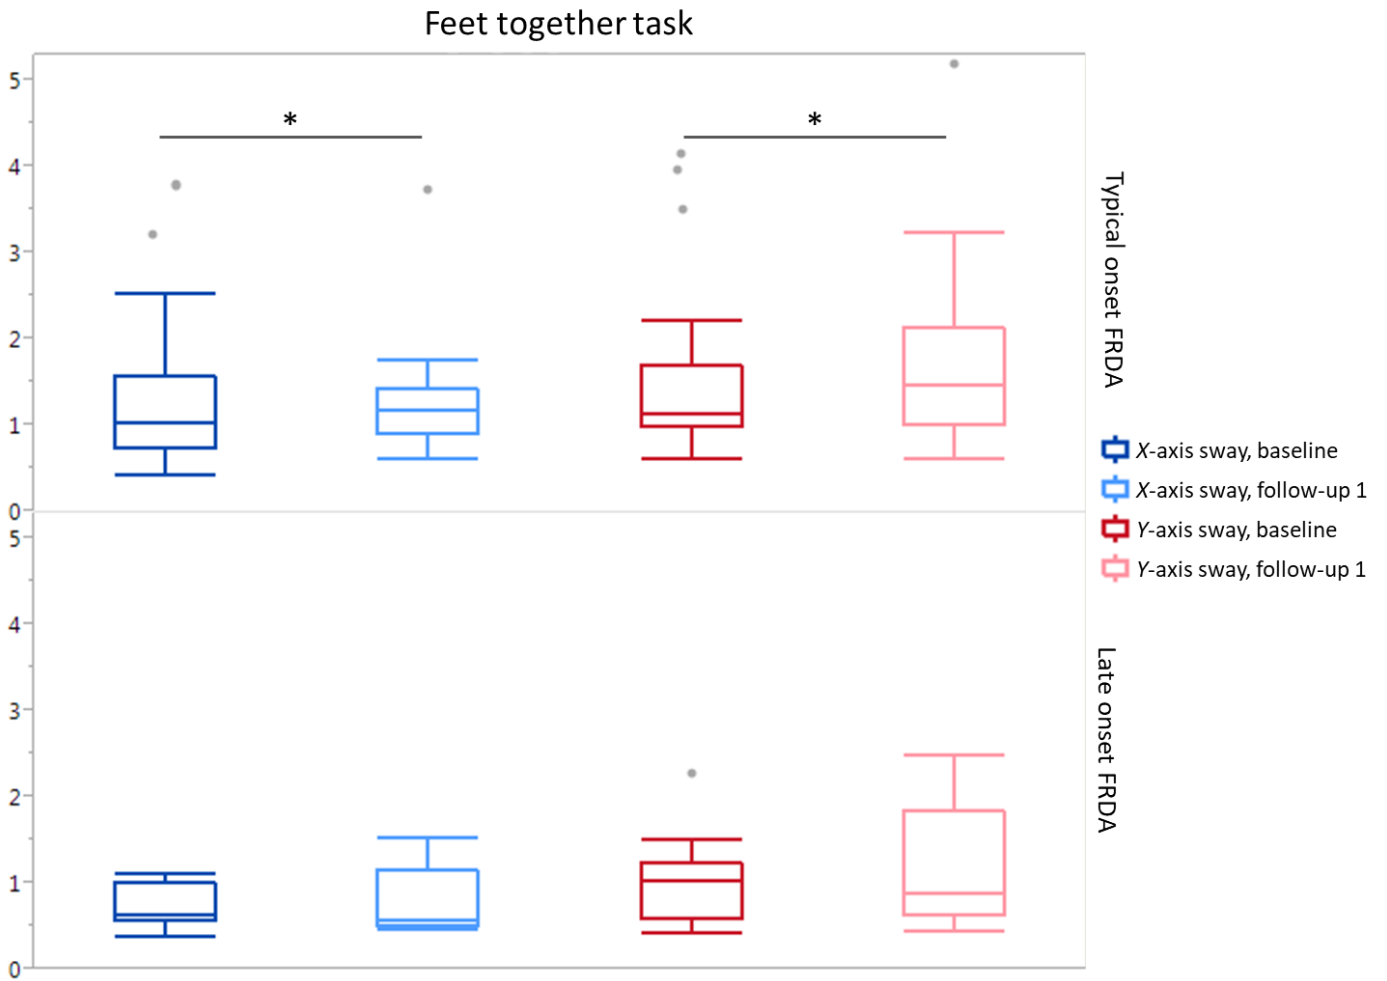 Feet together task
5
4
3
2
1
0
*
*
Typical onset FRDA
5
4
3
2
1
0
Late onset FRDA
X-axis sway, baseline
X-axis sway, follow-up 1
Y-axis sway, baseline
Y-axis sway, follow-up 1